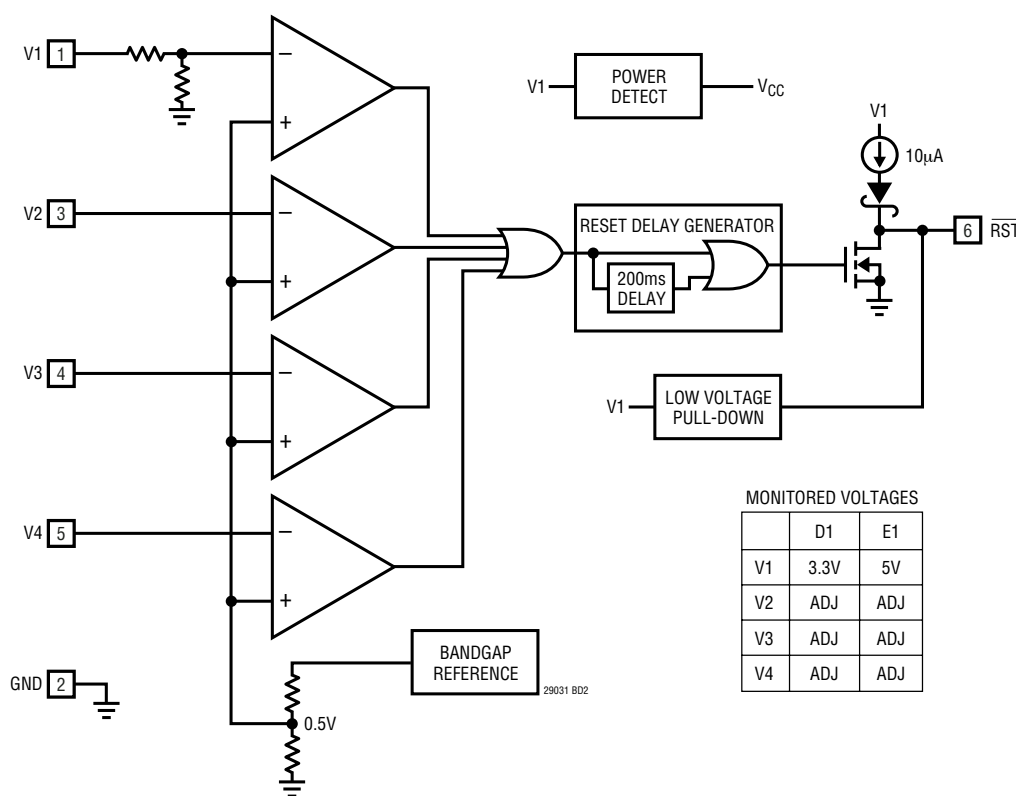 V1 1
−
+
V1
POWER
DETECT
VCC
V1
10µA
V2 3
−
+
RESET DELAY GENERATOR
200ms
DELAY
6 R̅S̅T̅
V3 4
−
+
V1
LOW VOLTAGE
PULL-DOWN
V4 5
−
+
MONITORED VOLTAGES
D1 E1
V1 3.3V 5V
V2 ADJ ADJ
V3 ADJ ADJ
V4 ADJ ADJ
BANDGAP
REFERENCE
29031 BD2
GND 2
0.5V